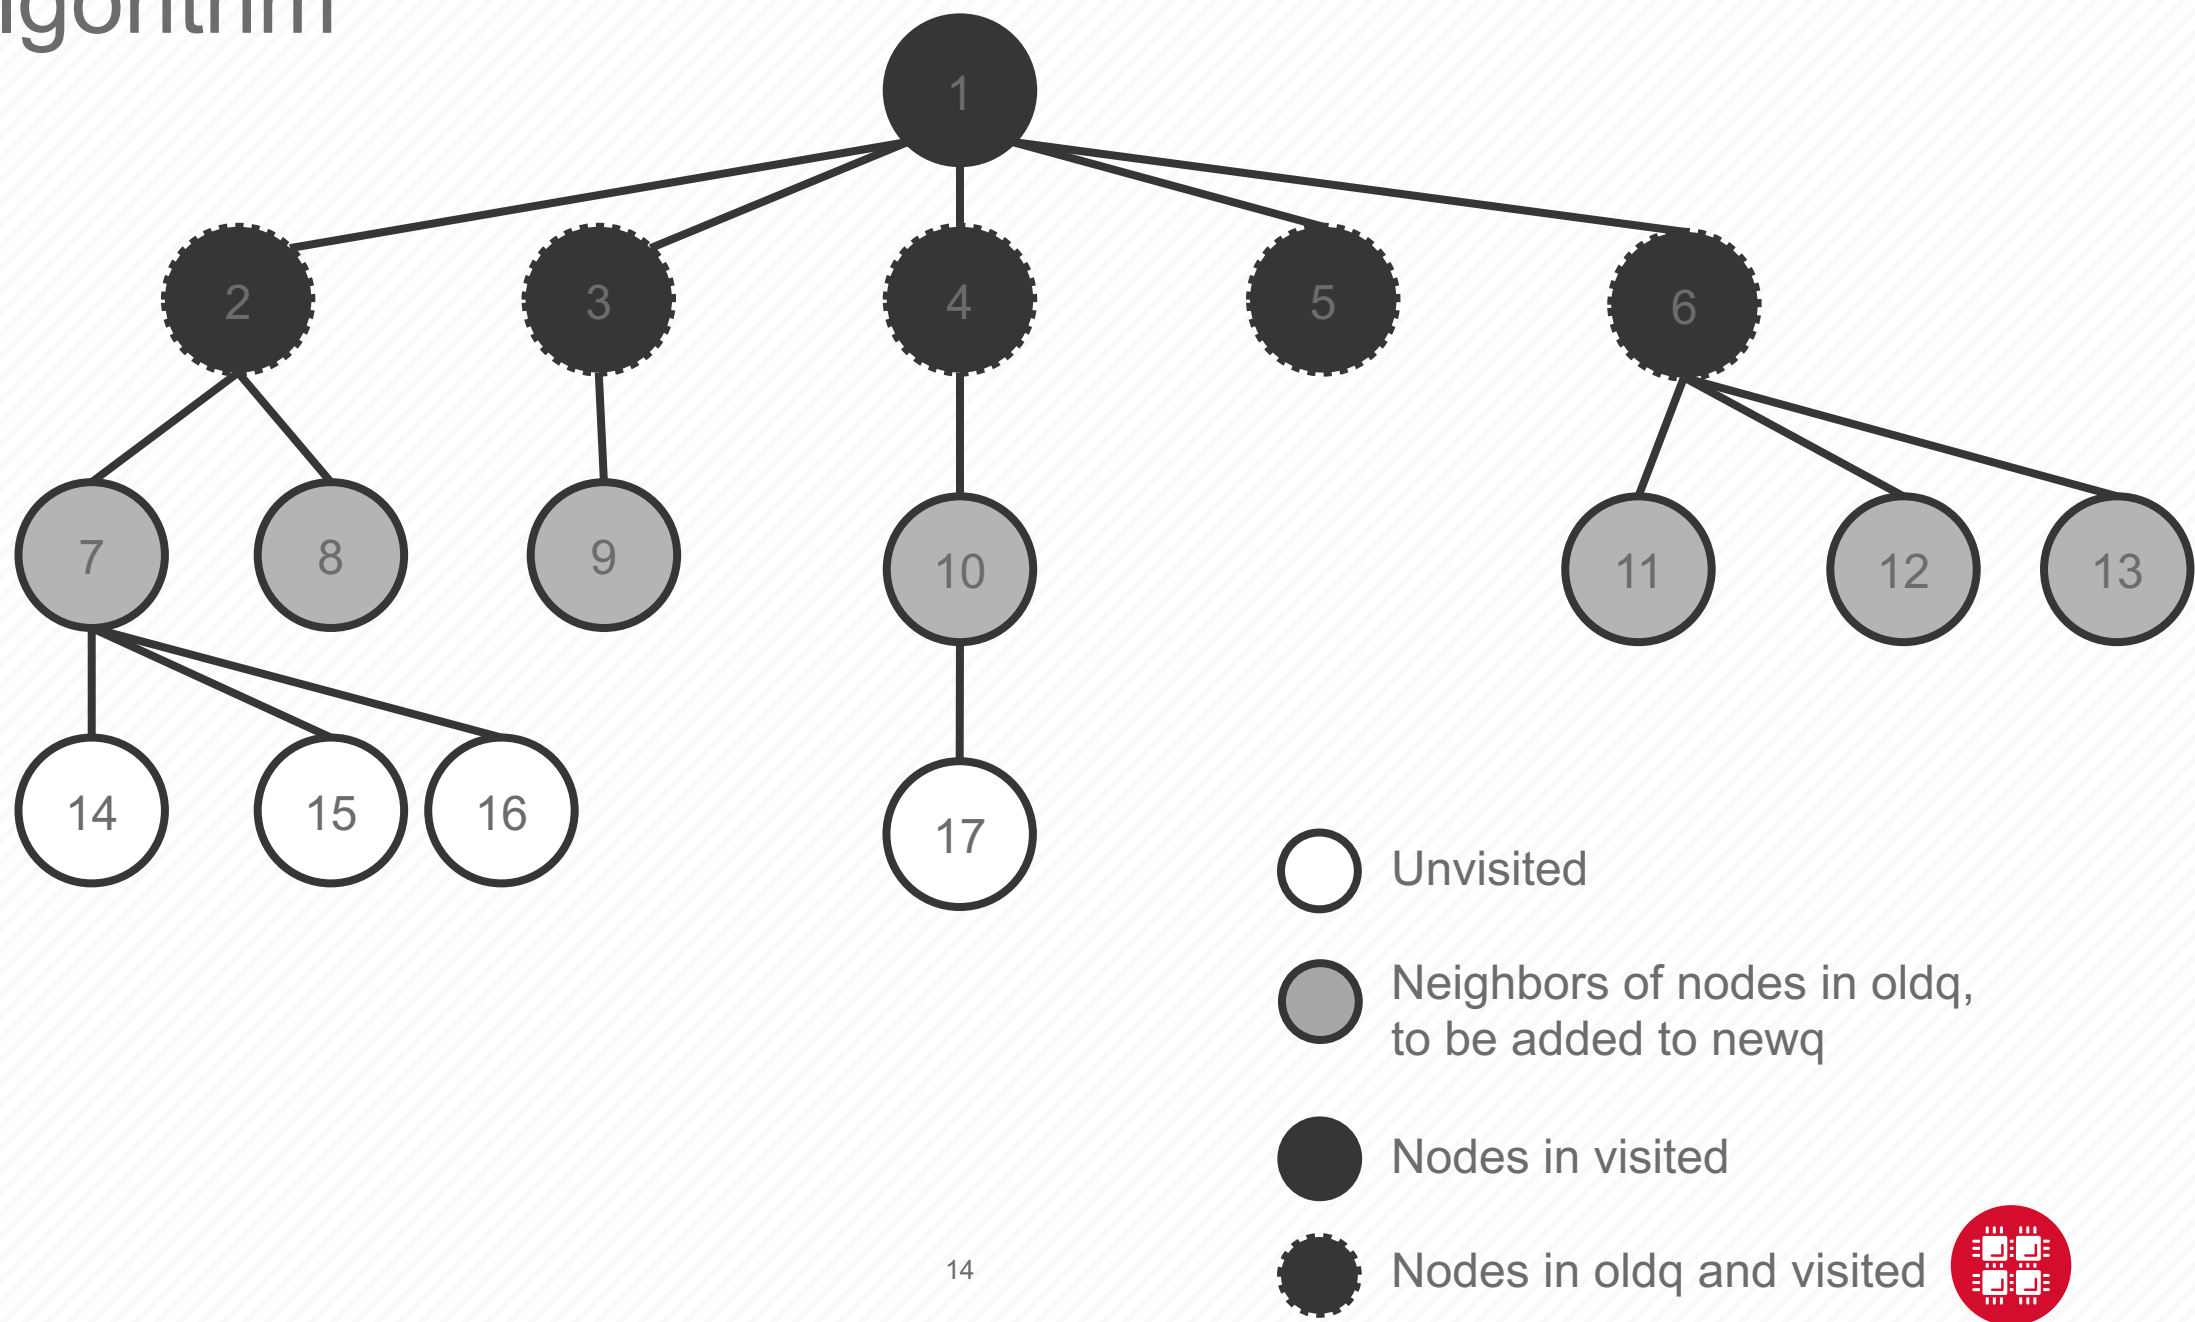 1
2 3 4 5 6
7 8 9 10 11 12 13
14 15 16 17
Unvisited
Neighbors of nodes in oldq,
to be added to newq
Nodes in visited
Nodes in oldq and visited
14